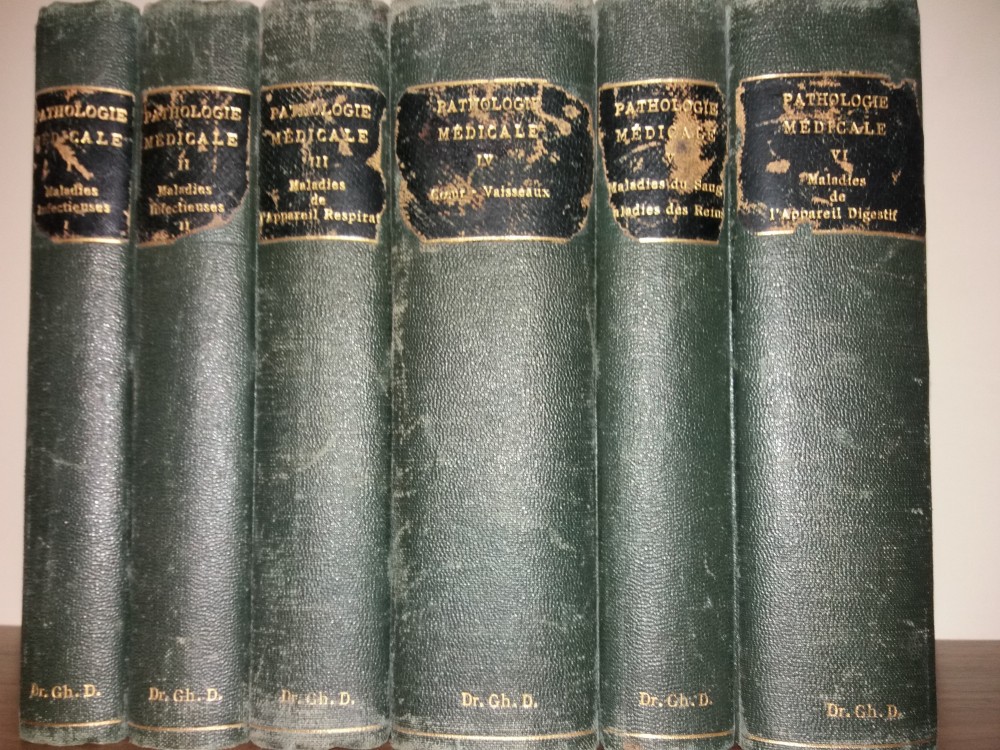 PATHOLOGIE
MÉDICALE
I
Maladies
Infectieuses
I
Dr. Gh. D.
PATHOLOGIE
MÉDICALE
II
Maladies
Infectieuses
II
Dr. Gh. D.
PATHOLOGIE
MÉDICALE
III
Maladies
de
l'Appareil Respirat
Dr. Gh. D.
PATHOLOGIE
MÉDICALE
IV
Cœur - Vaisseaux
Dr. Gh. D.
PATHOLOGIE
MÉDICALE
Maladies du Sang
Maladies des Reins
Dr. Gh. D.
PATHOLOGIE
MÉDICALE
VI
Maladies
de
l'Appareil Digestif
Dr. Gh. D.